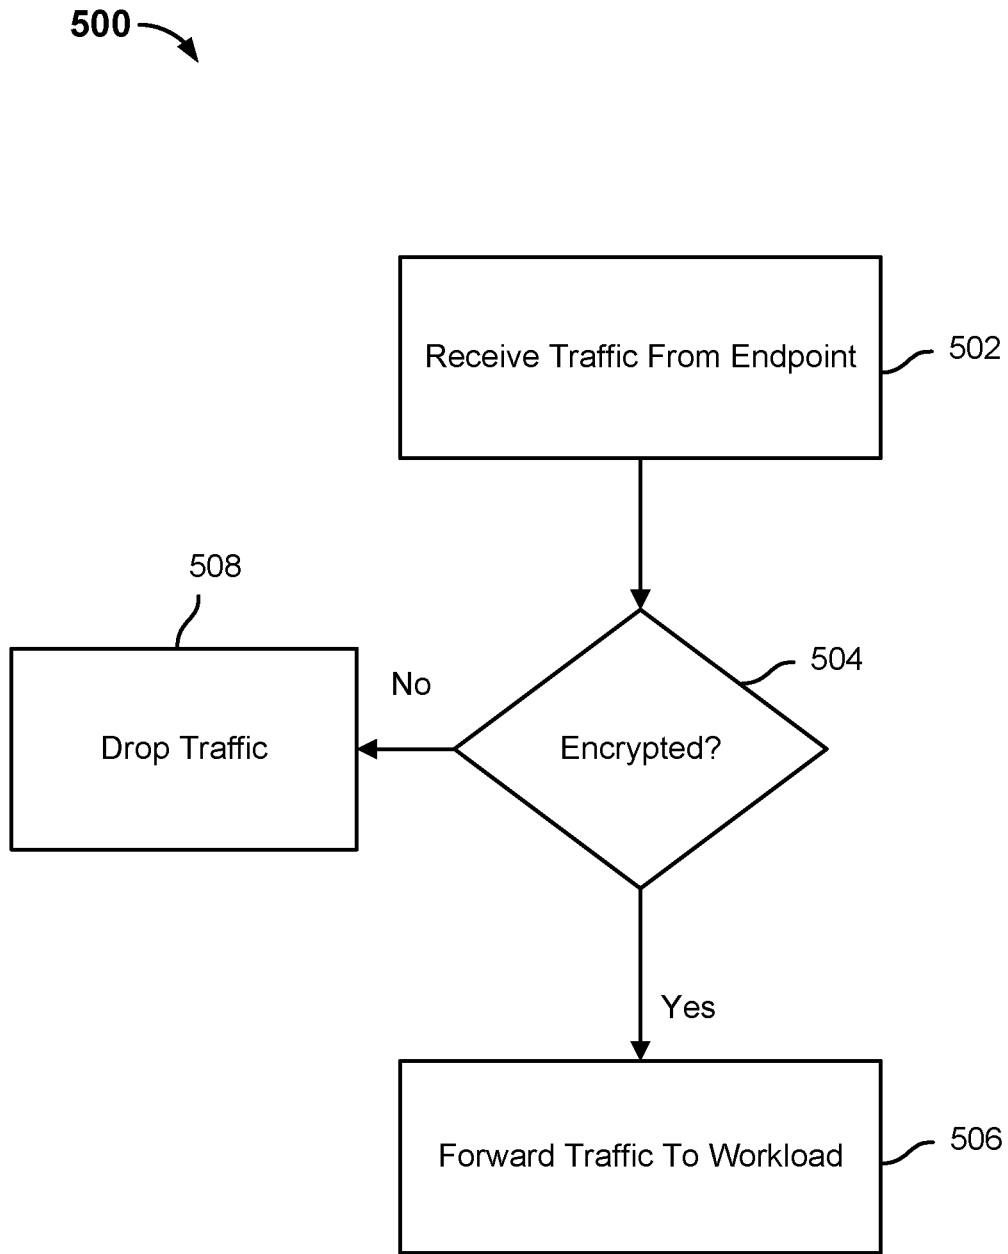 500
Receive Traffic From Endpoint
502
508
504
No
Drop Traffic
Encrypted?
Yes
Forward Traffic To Workload
506